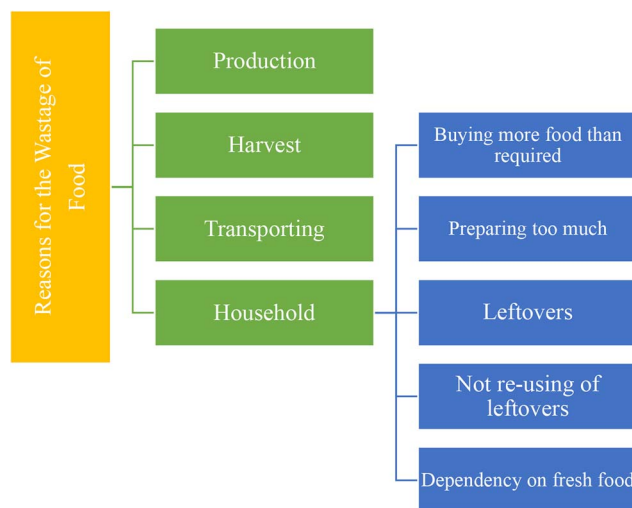 Reasons for the Wastage of
Food
Production
Harvest
Transporting
Household
Buying more food than
required
Preparing too much
Leftovers
Not re-using of
leftovers
Dependency on fresh food